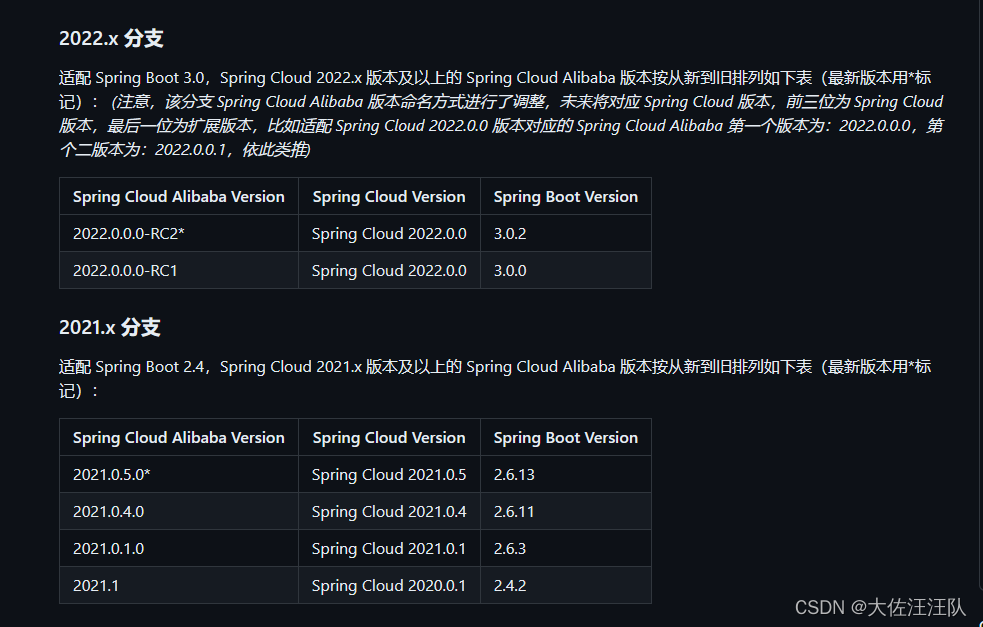 2022.x 分支
适配 Spring Boot 3.0，Spring Cloud 2022.x 版本及以上的 Spring Cloud Alibaba 版本按从新到旧排列如下表（最新版本用*标
记）：(注意，该分支 Spring Cloud Alibaba 版本命名方式进行了调整，未来将对应 Spring Cloud 版本，前三位为 Spring Cloud
版本，最后一位为扩展版本，比如适配 Spring Cloud 2022.0.0 版本对应的 Spring Cloud Alibaba 第一个版本为：2022.0.0.0，第
个二版本为：2022.0.0.1，依此类推)
Spring Cloud Alibaba Version Spring Cloud Version Spring Boot Version
2022.0.0.0-RC2* Spring Cloud 2022.0.0 3.0.2
2022.0.0.0-RC1 Spring Cloud 2022.0.0 3.0.0
2021.x 分支
适配 Spring Boot 2.4，Spring Cloud 2021.x 版本及以上的 Spring Cloud Alibaba 版本按从新到旧排列如下表（最新版本用*标
记）：
Spring Cloud Alibaba Version Spring Cloud Version Spring Boot Version
2021.0.5.0* Spring Cloud 2021.0.5 2.6.13
2021.0.4.0 Spring Cloud 2021.0.4 2.6.11
2021.0.1.0 Spring Cloud 2021.0.1 2.6.3
2021.1 Spring Cloud 2020.0.1 2.4.2
CSDN @大佐汪汪队